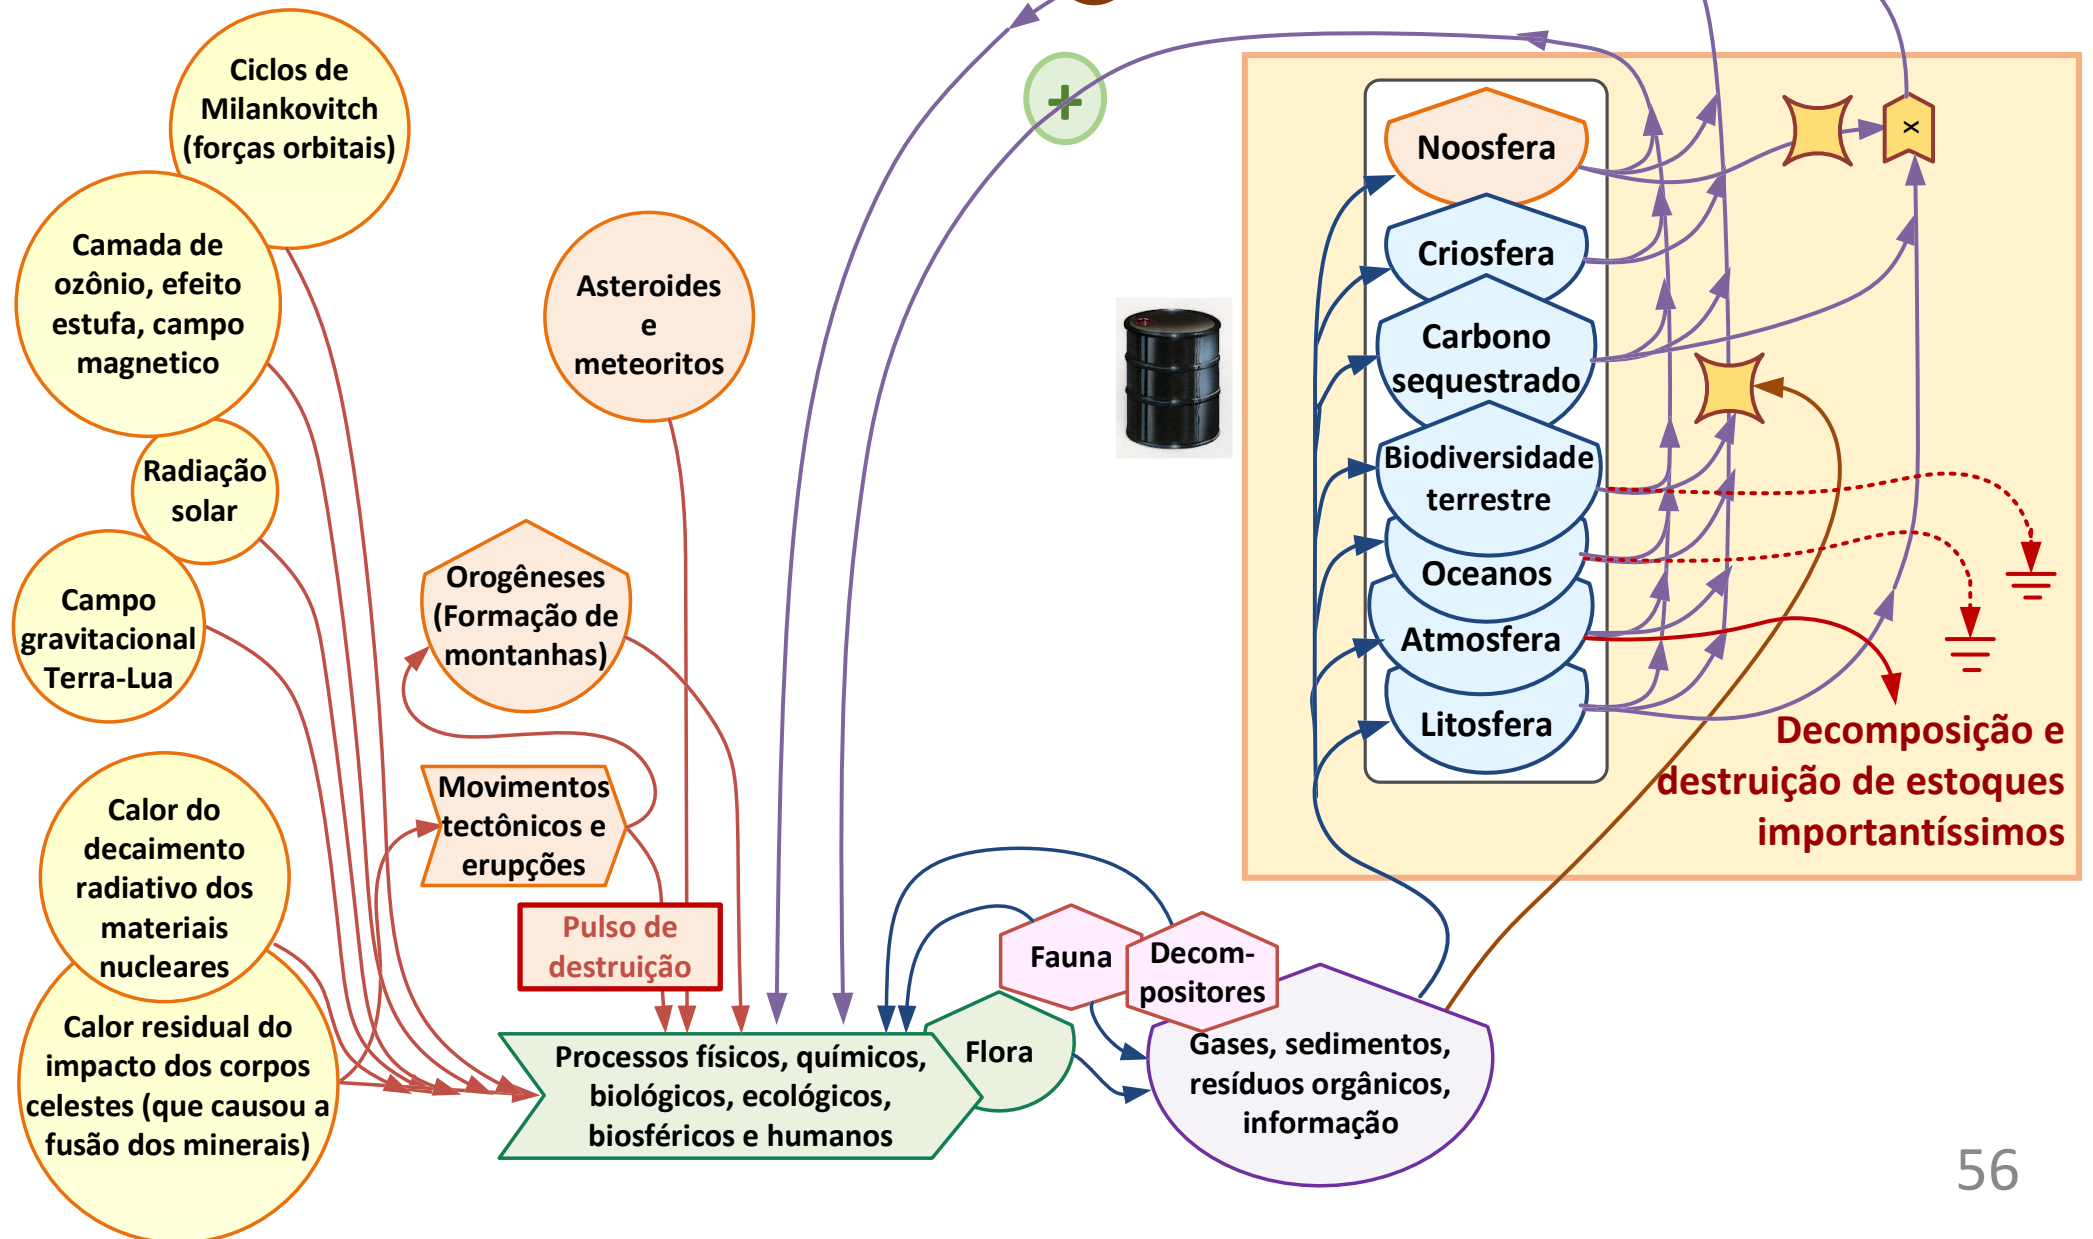 Ciclos de
Milankovitch
(forças orbitais)
Camada de
ozônio, efeito
estufa, campo
magnetico
Radiação
solar
Campo
gravitacional
Terra-Lua
Calor do
decaimento
radiativo dos
materiais
nucleares
Calor residual do
impacto dos corpos
celestes (que causou a
fusão dos minerais)
Asteroides
e
meteoritos
Orogêneses
(Formação de
montanhas)
Movimentos
tectônicos e
erupções
Pulso de
destruição
Processos físicos, químicos,
biológicos, ecológicos,
biosféricos e humanos
Flora
Fauna
Decom-
positores
Gases, sedimentos,
resíduos orgânicos,
informação
+
Noosfera
Criosfera
Carbono
sequestrado
Biodiversidade
terrestre
Oceanos
Atmosfera
Litosfera
x
Decomposição e
destruição de estoques
importantíssimos
56